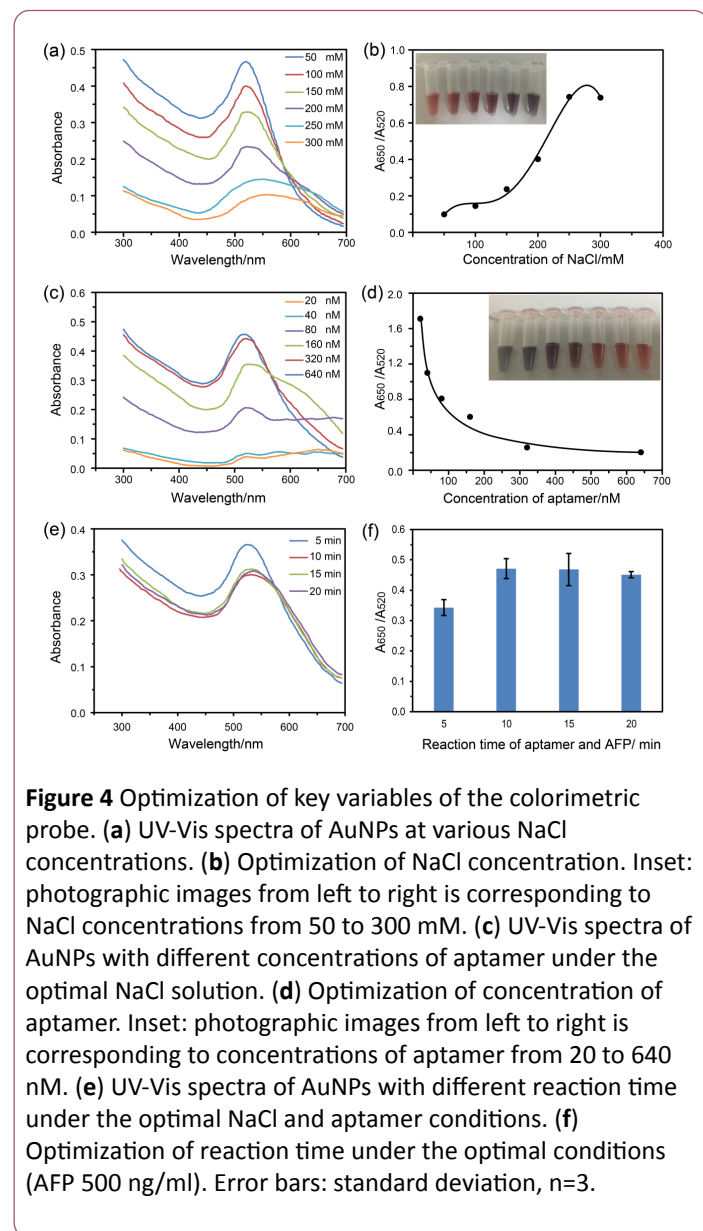 (a)
0.5
0.4
0.3
0.2
0.1
0.0
Absorbance
300 400 500 600 700
Wavelength/nm
50 mM
100 mM
150 mM
200 mM
250 mM
300 mM
(b)
1.0
0.8
0.6
0.4
0.2
0.0
A650 /A520
0 100 200 300 400
Concentration of NaCl/mM
(c)
0.6
0.5
0.4
0.3
0.2
0.1
0.0
Absorbance
300 400 500 600 700
Wavelength/nm
20 nM
40 nM
80 nM
160 nM
320 nM
640 nM
(d)
2.0
1.6
1.2
0.8
0.4
0.0
A650 /A520
0 100 200 300 400 500 600 700
Concentration of aptamer/nM
(e)
0.4
0.3
0.2
0.1
Absorbance
300 400 500 600 700
Wavelength/nm
5 min
10 min
15 min
20 min
(f)
0.6
0.5
0.4
0.3
0.2
0.1
0.0
A650 /A520
5 10 15 20
Reaction time of aptamer and AFP/ min
Figure 4 Optimization of key variables of the colorimetric
probe. (a) UV-Vis spectra of AuNPs at various NaCl
concentrations. (b) Optimization of NaCl concentration. Inset:
photographic images from left to right is corresponding to
NaCl concentrations from 50 to 300 mM. (c) UV-Vis spectra of
AuNPs with different concentrations of aptamer under the
optimal NaCl solution. (d) Optimization of concentration of
aptamer. Inset: photographic images from left to right is
corresponding to concentrations of aptamer from 20 to 640
nM. (e) UV-Vis spectra of AuNPs with different reaction time
under the optimal NaCl and aptamer conditions. (f)
Optimization of reaction time under the optimal conditions
(AFP 500 ng/ml). Error bars: standard deviation, n=3.